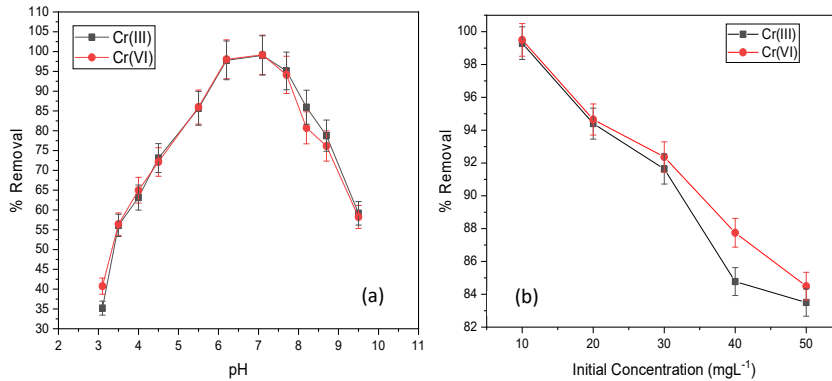 Cr(III)
Cr(VI)
110
105
100
95
90
85
80
75
70
65
60
55
50
45
40
35
30
% Removal
2 3 4 5 6 7 8 9 10 11
pH
(a)
Cr(III)
Cr(VI)
100
98
96
94
92
90
88
86
84
82
% Removal
10 20 30 40 50
Initial Concentration (mgL⁻¹)
(b)